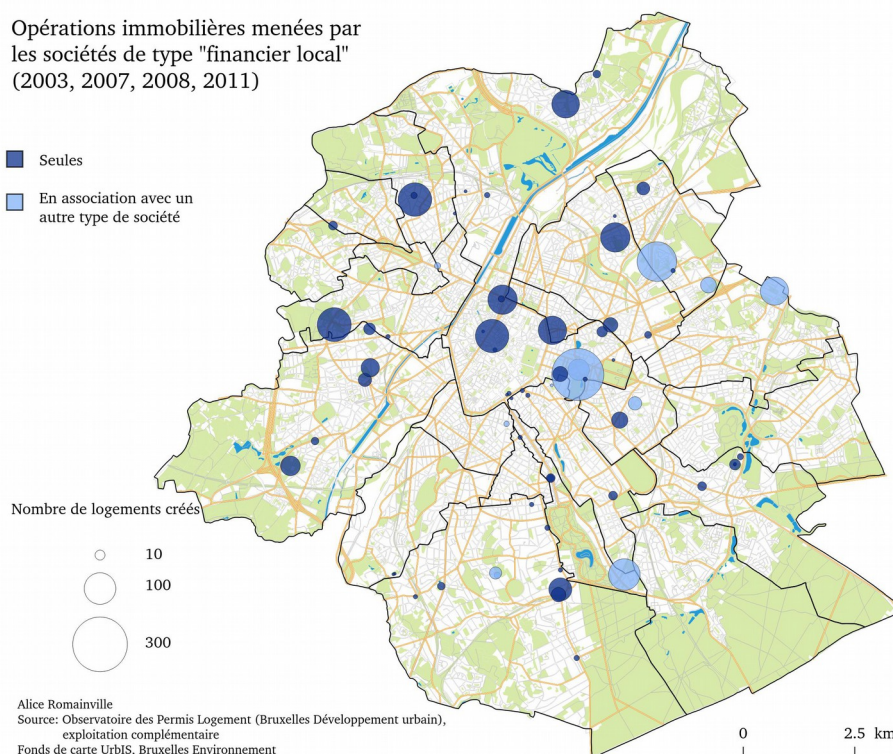 Opérations immobilières menées par
les sociétés de type "financier local"
(2003, 2007, 2008, 2011)
Seules
En association avec un
autre type de société
Nombre de logements créés
10
100
300
Alice Romainville
Source: Observatoire des Permis Logement (Bruxelles Développement urbain),
exploitation complémentaire
Fonds de carte UrbIS, Bruxelles Environnement
0
2.5 km